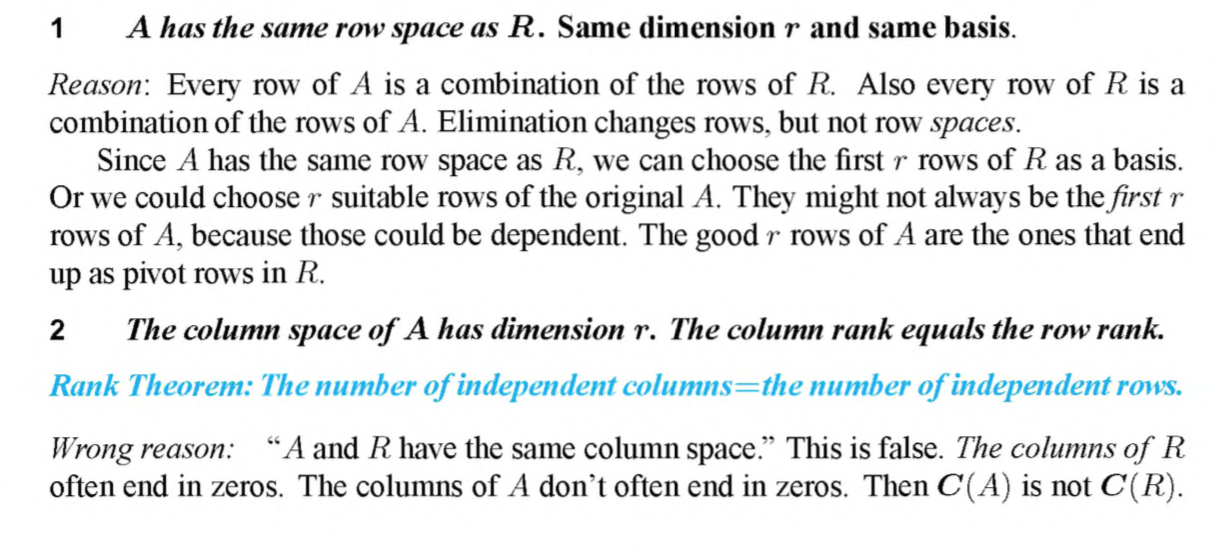 1 A has the same row space as R. Same dimension r and same basis.
Reason: Every row of A is a combination of the rows of R. Also every row of R is a
combination of the rows of A. Elimination changes rows, but not row spaces.
Since A has the same row space as R, we can choose the first r rows of R as a basis.
Or we could choose r suitable rows of the original A. They might not always be the first r
rows of A, because those could be dependent. The good r rows of A are the ones that end
up as pivot rows in R.
2 The column space of A has dimension r. The column rank equals the row rank.
Rank Theorem: The number of independent columns=the number of independent rows.
Wrong reason: “A and R have the same column space.” This is false. The columns of R
often end in zeros. The columns of A don’t often end in zeros. Then C(A) is not C(R).